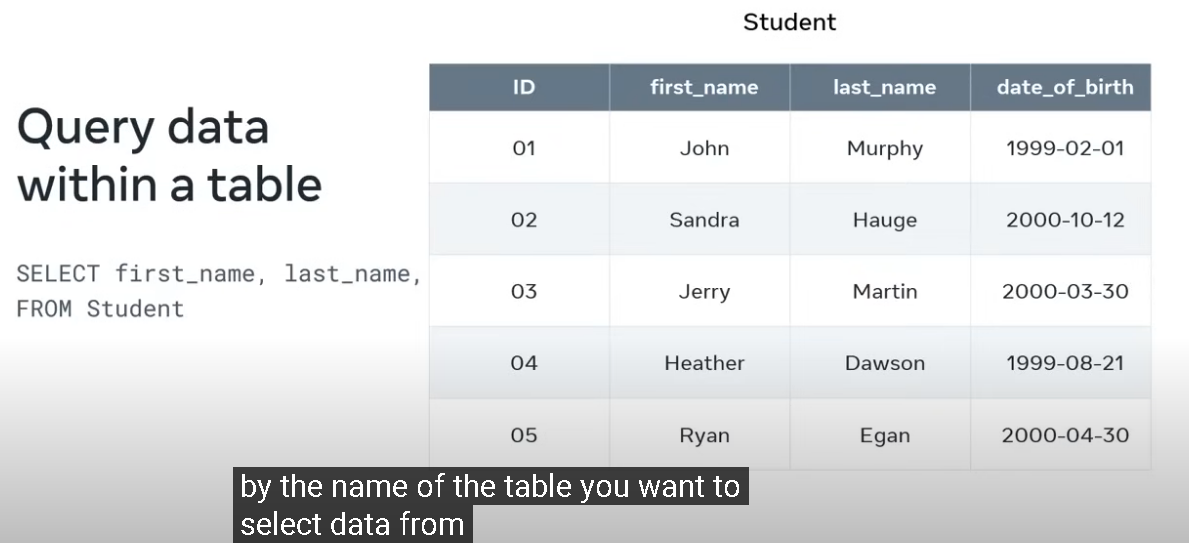 Student
Query data
within a table
SELECT first_name, last_name,
FROM Student
ID first_name last_name date_of_birth
01 John Murphy 1999-02-01
02 Sandra Hauge 2000-10-12
03 Jerry Martin 2000-03-30
04 Heather Dawson 1999-08-21
05 Ryan Egan 2000-04-30
by the name of the table you want to
select data from